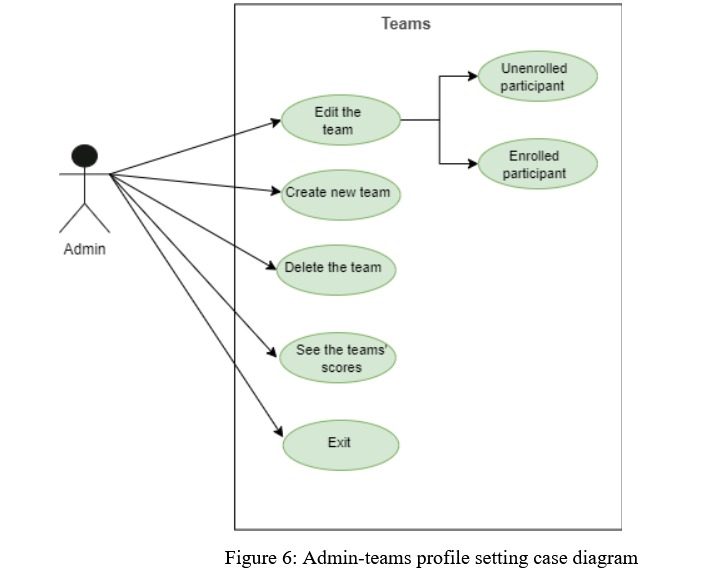 Teams
Unenrolled
participant
Edit the
team
Enrolled
participant
Create new team
Admin
Delete the team
See the teams'
scores
Exit
Figure 6: Admin-teams profile setting case diagram